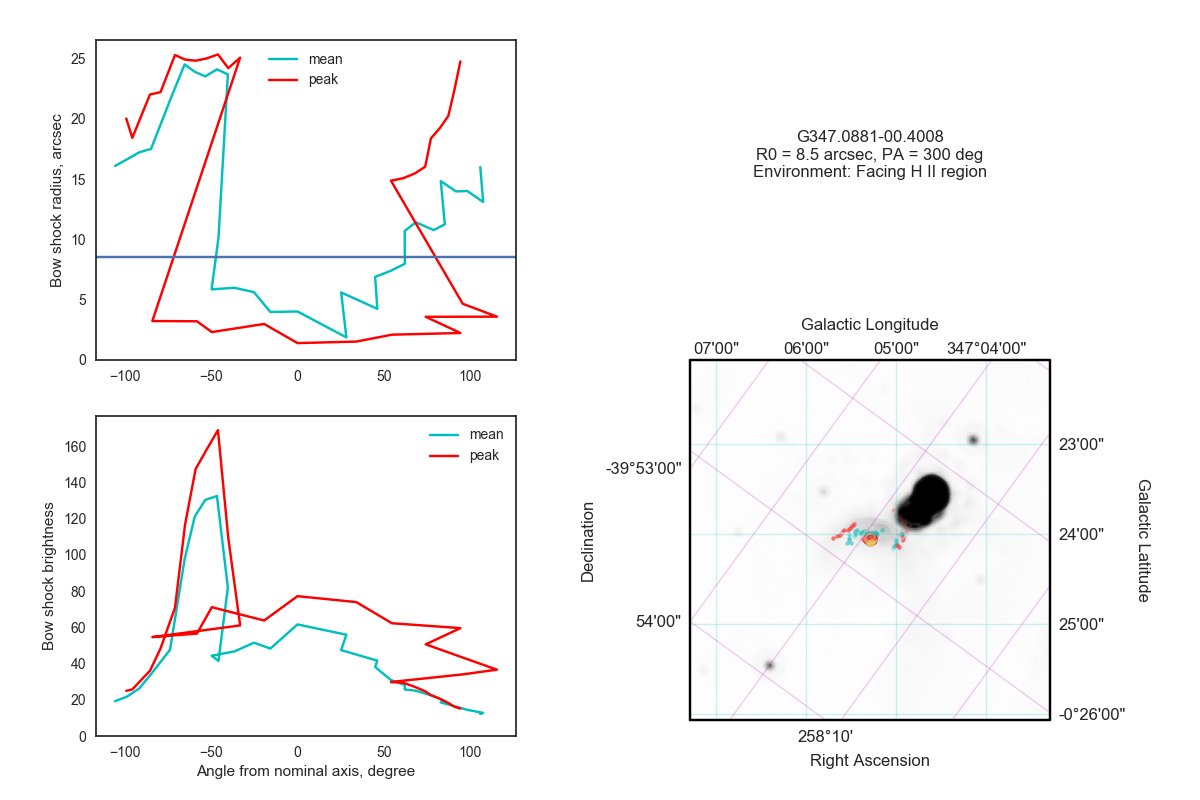 25
20
15
10
5
0
Bow shock radius, arcsec
mean
peak
−100
−50
0
50
100
160
140
120
100
80
60
40
20
0
Bow shock brightness
mean
peak
−100
−50
0
50
100
Angle from nominal axis, degree
G347.0881-00.4008
R0 = 8.5 arcsec, PA = 300 deg
Environment: Facing H II region
Galactic Longitude
07'00" 06'00" 05'00" 347°04'00"
-39°53'00"
54'00"
Declination
23'00"
24'00"
25'00"
-0°26'00"
Galactic Latitude
258°10'
Right Ascension